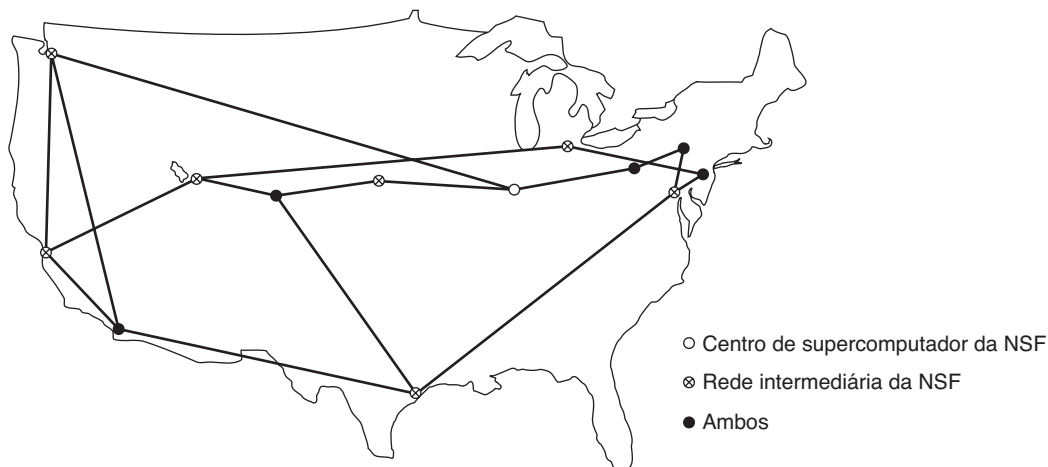 Centro de supercomputador da NSF
Rede intermediária da NSF
Ambos